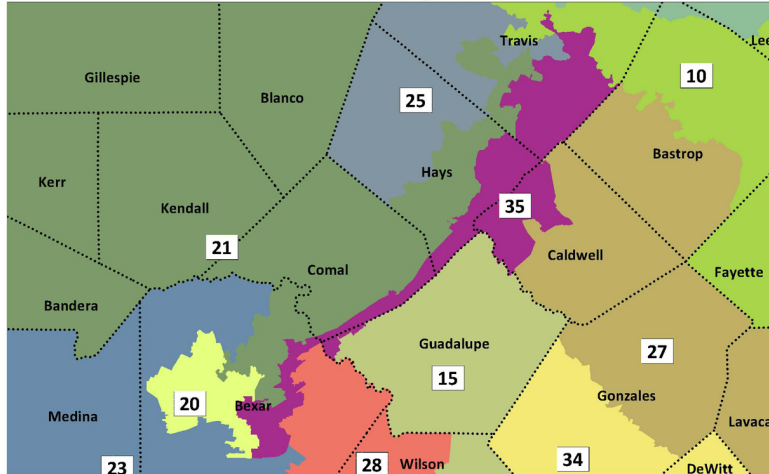 Travis
Lee
Gillespie
10
Blanco
25
Bastrop
Hays
Kerr
Kendall
35
21
Caldwell
Comal
Fayette
Bandera
Guadalupe
27
15
Gonzales
20
Bexar
Medina
Lavaca
34
28
Wilson
23
DeWitt